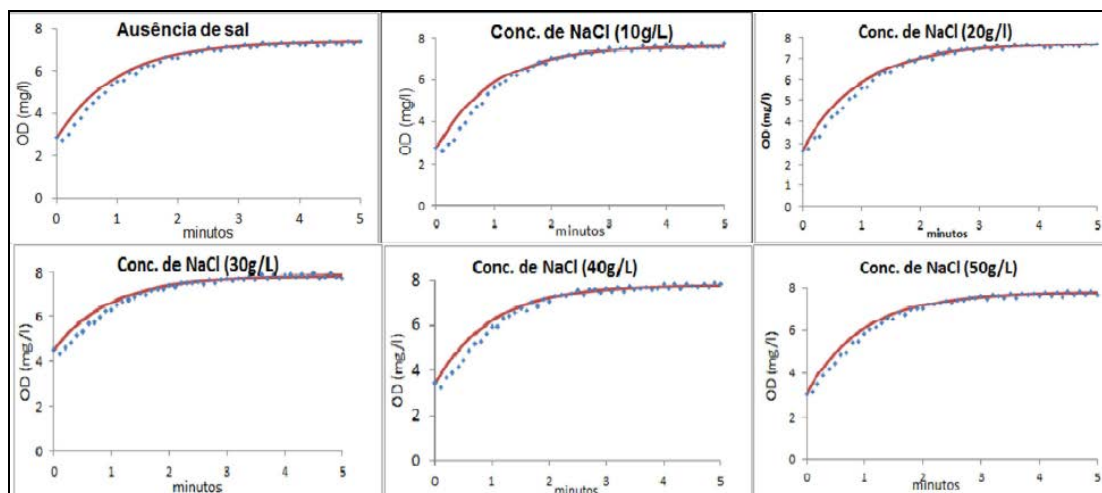 Ausência de sal
OD (mg/l)
8
6
4
2
0
0 1 2 3 4 5
minutos
Conc. de NaCl (10g/L)
OD (mg/l)
8
6
4
2
0
0 1 2 3 4 5
minutos
Conc. de NaCl (20g/l)
OD (mg/l)
8
7
6
5
4
3
2
1
0
0 1 2 3 4 5
minutos
Conc. de NaCl (30g/L)
OD (mg/l)
8
6
4
2
0
0 1 2 3 4 5
minutos
Conc. de NaCl (40g/L)
OD (mg/l)
8
6
4
2
0
0 1 2 3 4 5
minutos
Conc. de NaCl (50g/L)
OD (mg/l)
8
6
4
2
0
0 1 2 3 4 5
minutos